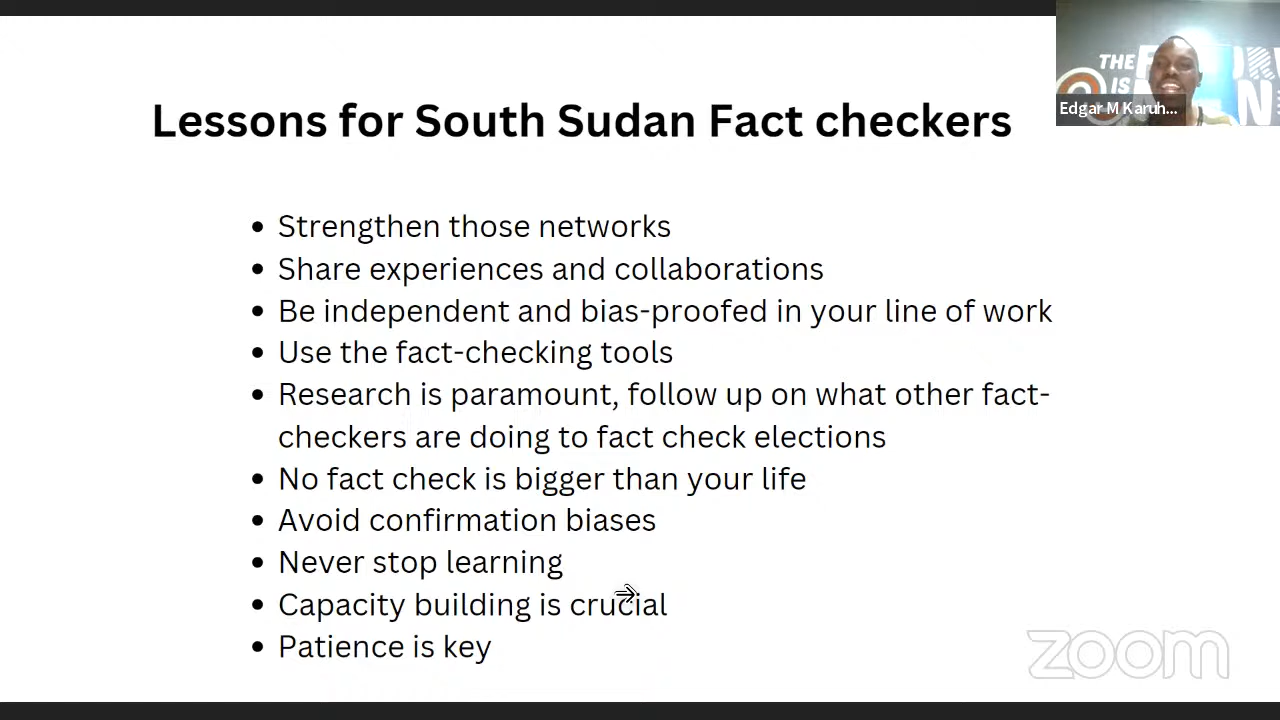 Lessons for South Sudan Fact checkers
• Strengthen those networks
• Share experiences and collaborations
• Be independent and bias-proofed in your line of work
• Use the fact-checking tools
• Research is paramount, follow up on what other fact-
checkers are doing to fact check elections
• No fact check is bigger than your life
• Avoid confirmation biases
• Never stop learning
• Capacity building is crucial
• Patience is key
THE
IS
Edgar M Karuh...
zoom